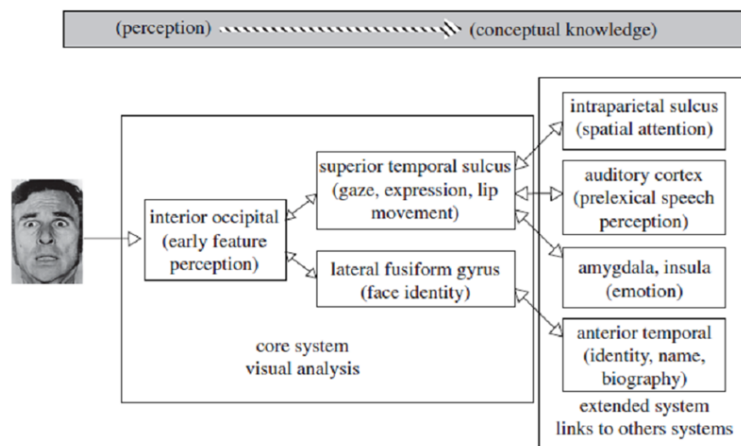 (perception) (conceptual knowledge)
intraparietal sulcus
(spatial attention)
superior temporal sulcus
(gaze, expression, lip
movement)
auditory cortex
(prelexical speech
perception)
interior occipital
(early feature
perception)
lateral fusiform gyrus
(face identity)
amygdala, insula
(emotion)
anterior temporal
(identity, name,
biography)
core system
visual analysis
extended system
links to others systems